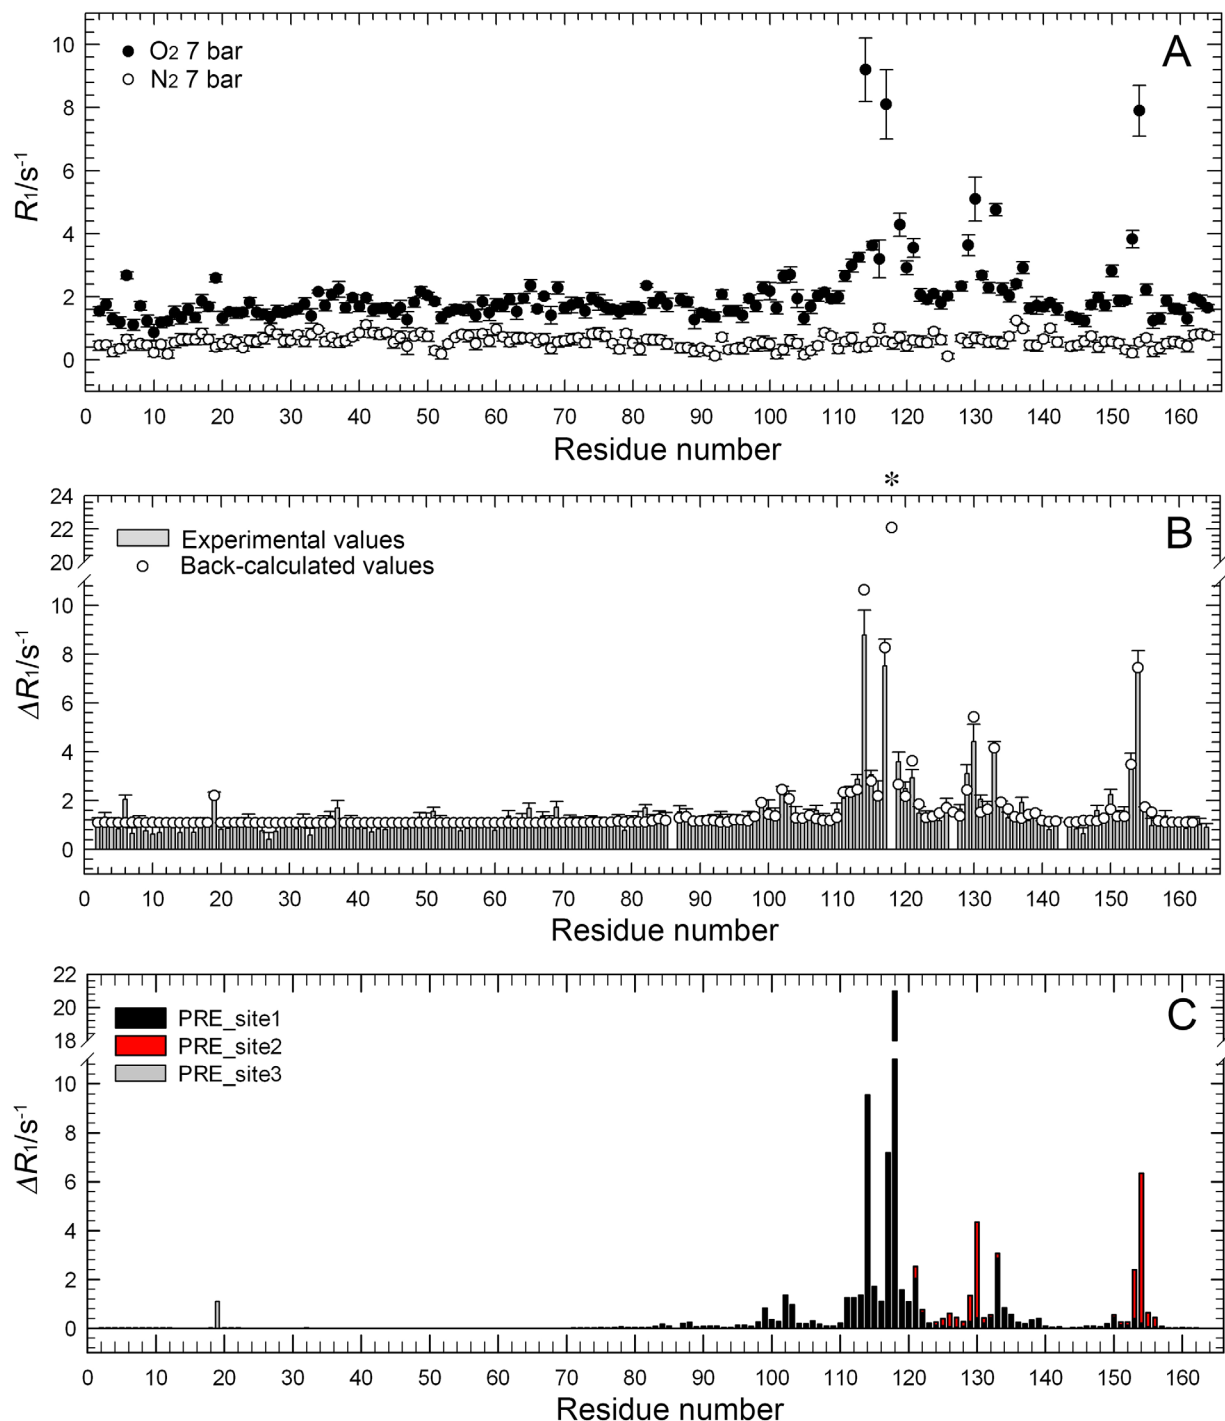 A
O2 7 bar
N2 7 bar
R1/s-1
10
8
6
4
2
0
0 10 20 30 40 50 60 70 80 90 100 110 120 130 140 150 160
Residue number
*
B
Experimental values
Back-calculated values
ΔR1/s-1
24
22
20
10
8
6
4
2
0
0 10 20 30 40 50 60 70 80 90 100 110 120 130 140 150 160
Residue number
C
PRE_site1
PRE_site2
PRE_site3
ΔR1/s-1
22
20
18
10
8
6
4
2
0
0 10 20 30 40 50 60 70 80 90 100 110 120 130 140 150 160
Residue number